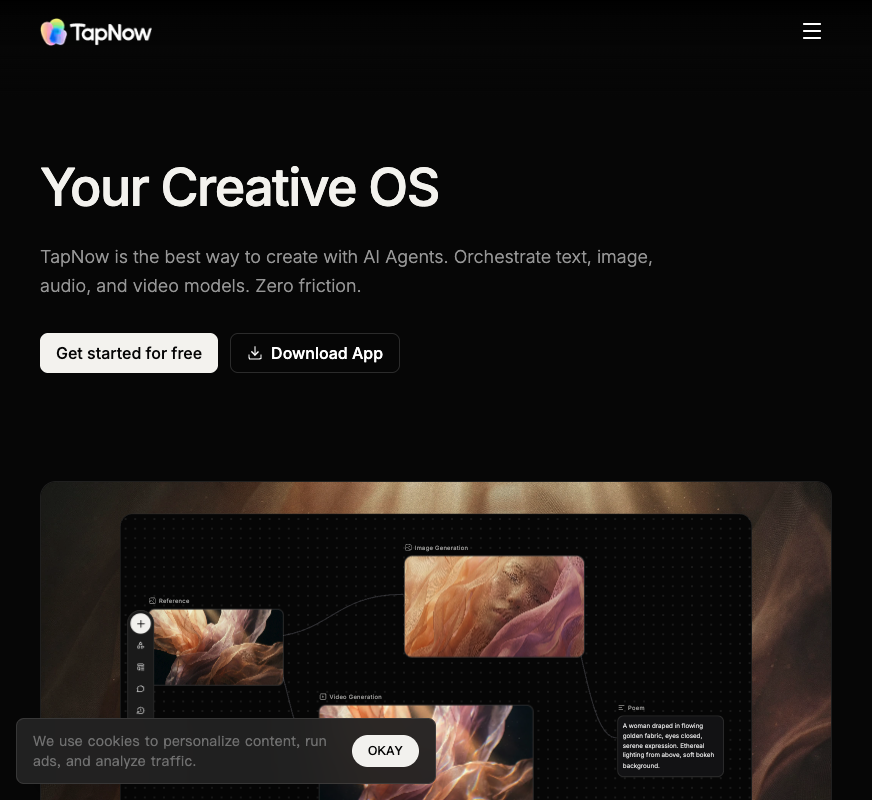 TapNow
Your Creative OS
TapNow is the best way to create with AI Agents. Orchestrate text, image,
audio, and video models. Zero friction.
Get started for free
Download App
Image Generation
Reference
Video Generation
Poem
A woman draped in flowing
golden fabric, eyes closed,
serene expression. Ethereal
lighting from above, soft bokeh
background.
We use cookies to personalize content, run
ads, and analyze traffic.
OKAY